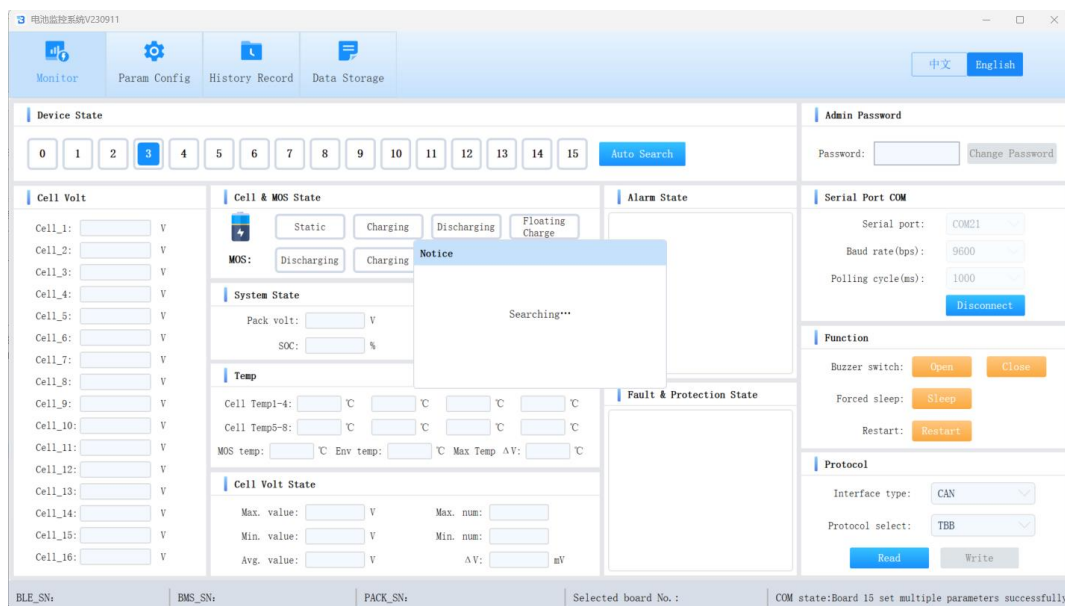 电池监控系统V230911
Monitor Param Config History Record Data Storage
中文 English
Device State
0 1 2 3 4 5 6 7 8 9 10 11 12 13 14 15 Auto Search
Admin Password
Password: Change Password
Cell Volt
Cell_1: V
Cell_2: V
Cell_3: V
Cell_4: V
Cell_5: V
Cell_6: V
Cell_7: V
Cell_8: V
Cell_9: V
Cell_10: V
Cell_11: V
Cell_12: V
Cell_13: V
Cell_14: V
Cell_15: V
Cell_16: V
Cell & MOS State
Static Charging Discharging Floating
Charge
MOS: Discharging Charging
Notice
Searching…
System State
Pack volt: V
SOC: %
Temp
Cell Temp1-4: ℃ ℃ ℃ ℃
Cell Temp5-8: ℃ ℃ ℃ ℃
MOS temp: ℃ Env temp: ℃ Max Temp ΔV: ℃
Cell Volt State
Max. value: V Max. num:
Min. value: V Min. num:
Avg. value: V ΔV: mV
Alarm State
Fault & Protection State
Serial Port COM
Serial port: COM21
Baud rate(bps): 9600
Polling cycle(ms): 1000
Disconnect
Function
Buzzer switch: Open Close
Forced sleep: Sleep
Restart: Restart
Protocol
Interface type: CAN
Protocol select: TBB
Read Write
BLE_SN: BMS_SN: PACK_SN: Selected board No.: COM state:Board 15 set multiple parameters successfully